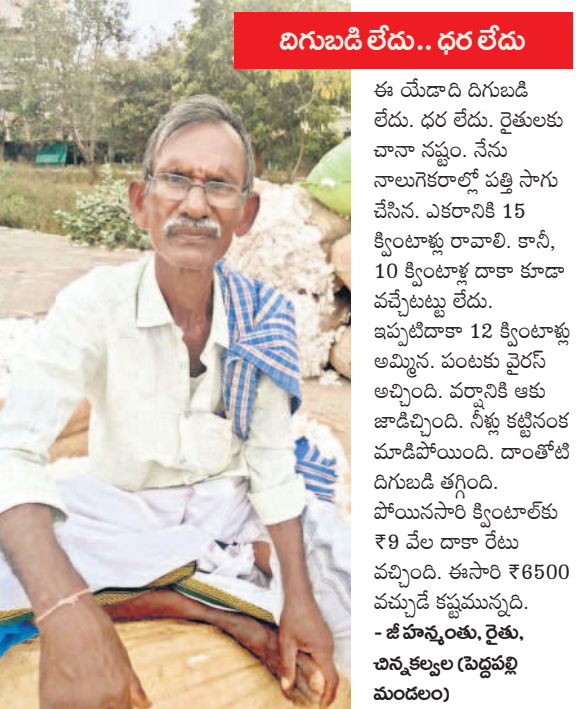 దిగుబడి లేదు.. ధర లేదు
ఈ యేడాది దిగుబడి
లేదు. ధర లేదు. రైతులకు
చానా నష్టం. నేను
నాలుగెకరాల్లో పత్తి సాగు
చేసిన. ఎకరానికి 15
క్వింటాళ్లు రావాలి. కానీ,
10 క్వింటాళ్ల దాకా కూడా
వచ్చేటట్టు లేదు.
ఇప్పటిదాకా 12 క్వింటాళ్లు
అమ్మిన. పంటకు వైరస్
అచ్చింది. వర్షానికి ఆకు
జాడిచ్చింది. నీళ్లు కట్టినంక
మాడిపోయింది. దాంతోటి
దిగుబడి తగ్గింది.
పోయినసారి క్వింటాల్‌కు
₹9 వేల దాకా రేటు
వచ్చింది. ఈసారి ₹6500
వచ్చుడే కష్టమున్నది.
- జీ హన్మంతు, రైతు,
చిన్నకల్వల (పెద్దపల్లి
మండలం)